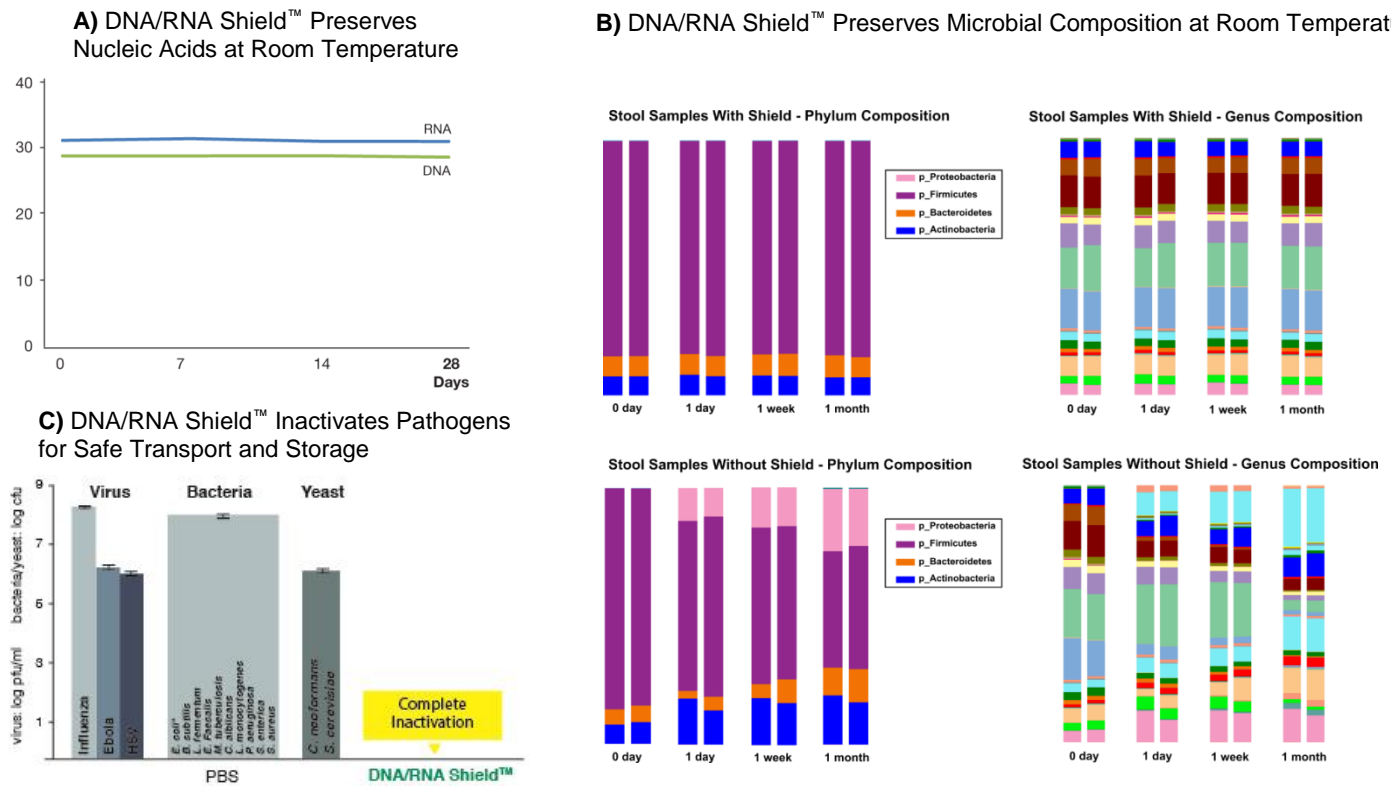 A) DNA/RNA Shield™ Preserves
Nucleic Acids at Room Temperature
40
30
20
10
0
RNA
DNA
0 7 14 28
Days
B) DNA/RNA Shield™ Preserves Microbial Composition at Room Temperat
Stool Samples With Shield - Phylum Composition
p_Proteobacteria
p_Firmicutes
p_Bacteroidetes
p_Actinobacteria
0 day 1 day 1 week 1 month
Stool Samples With Shield - Genus Composition
0 day 1 day 1 week 1 month
Stool Samples Without Shield - Phylum Composition
p_Proteobacteria
p_Firmicutes
p_Bacteroidetes
p_Actinobacteria
0 day 1 day 1 week 1 month
Stool Samples Without Shield - Genus Composition
0 day 1 day 1 week 1 month
C) DNA/RNA Shield™ Inactivates Pathogens
for Safe Transport and Storage
virus: log pfu/ml bacteria/yeast: log cfu
9
7
5
3
1
Virus Bacteria Yeast
Influenza
Ebola
HSV
E. coli*
B. subtilis
L. fermentum
E. Faecalis
M. tuberculosis
C. albicans
L. monocytogenes
P. aeruginosa
S. enterica
S. aureus
C. neoformans
S. cerevisiae
Complete
Inactivation
PBS
DNA/RNA Shield™